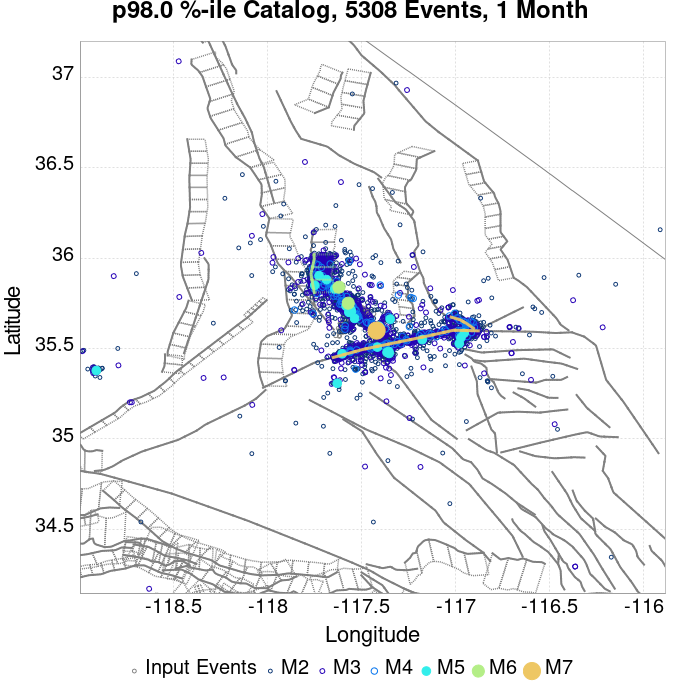 p98.0 %-ile Catalog, 5308 Events, 1 Month
37
36.5
36
35.5
35
34.5
Latitude
-118.5 -118 -117.5 -117 -116.5 -116
Longitude
Input Events M2 M3 M4 M5 M6 M7